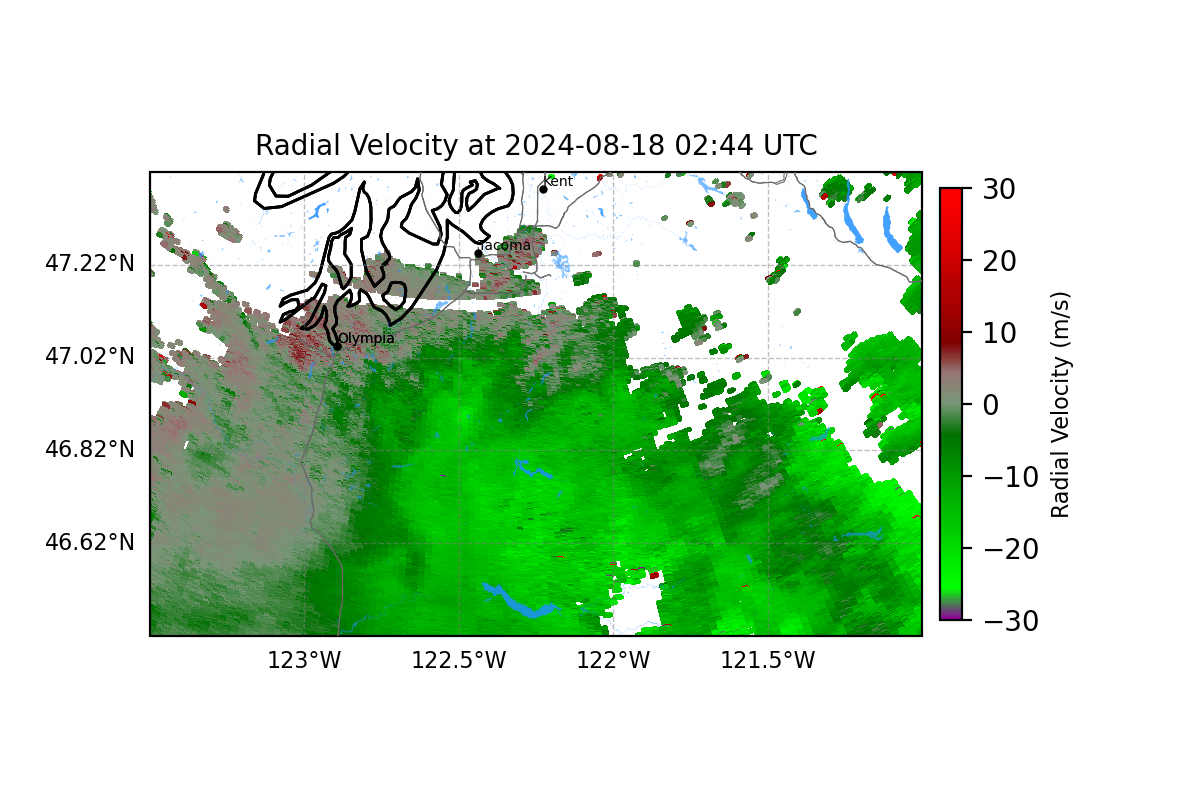 Radial Velocity at 2024-08-18 02:44 UTC
Kent
Tacoma
Olympia
47.22°N
47.02°N
46.82°N
46.62°N
123°W
122.5°W
122°W
121.5°W
30
20
10
0
−10
−20
−30
Radial Velocity (m/s)